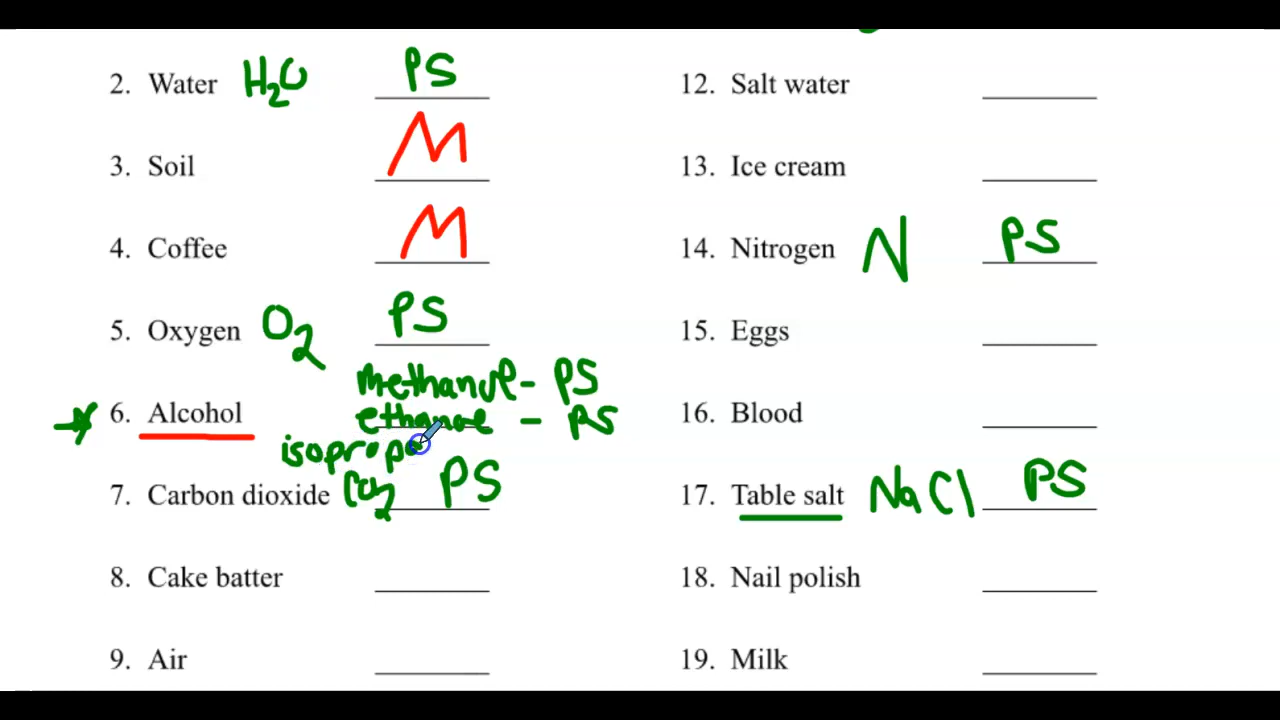 2. Water H₂O PS
3. Soil M
4. Coffee M
5. Oxygen O₂ PS
methanol - PS
6. Alcohol ethanol - PS
isoprop
7. Carbon dioxide CO₂ PS
8. Cake batter
9. Air
12. Salt water
13. Ice cream
14. Nitrogen N PS
15. Eggs
16. Blood
17. Table salt NaCl PS
18. Nail polish
19. Milk